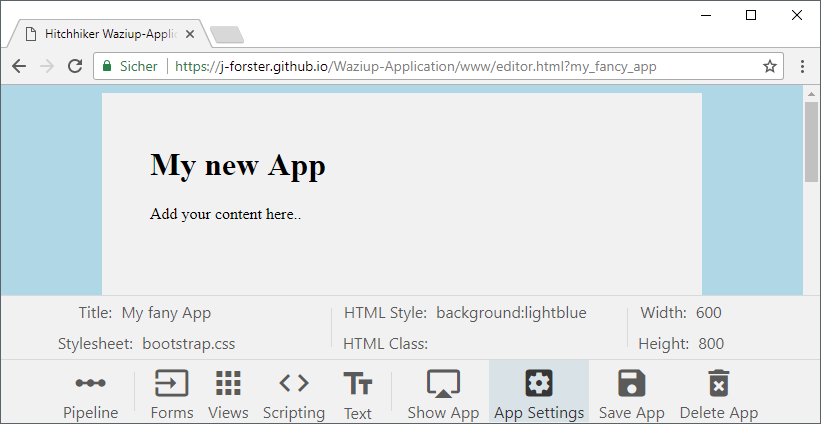 Hitchhiker Waziup-Applic
Sicher https://j-forster.github.io/Waziup-Application/www/editor.html?my_fancy_app
My new App
Add your content here..
Title: My fany App HTML Style: background:lightblue Width: 600
Stylesheet: bootstrap.css HTML Class: Height: 800
Pipeline Forms Views Scripting Text Show App App Settings Save App Delete App